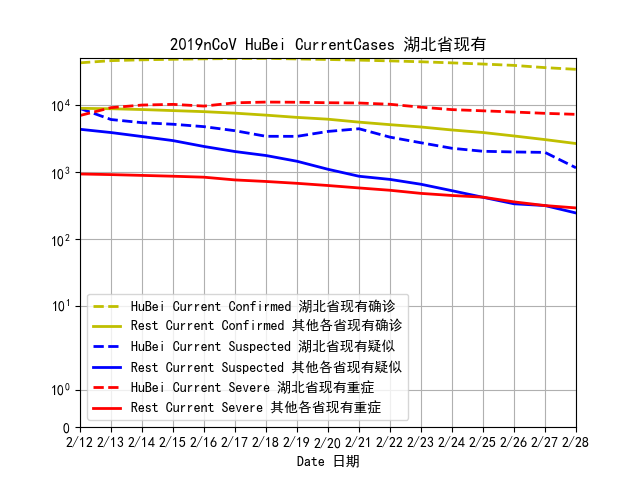 2019nCoV HuBei CurrentCases 湖北省现有
10⁴
10³
10²
10¹
10⁰
0
HuBei Current Confirmed 湖北省现有确诊
Rest Current Confirmed 其他各省现有确诊
HuBei Current Suspected 湖北省现有疑似
Rest Current Suspected 其他各省现有疑似
HuBei Current Severe 湖北省现有重症
Rest Current Severe 其他各省现有重症
2/12 2/13 2/14 2/15 2/16 2/17 2/18 2/19 2/20 2/21 2/22 2/23 2/24 2/25 2/26 2/27 2/28
Date 日期